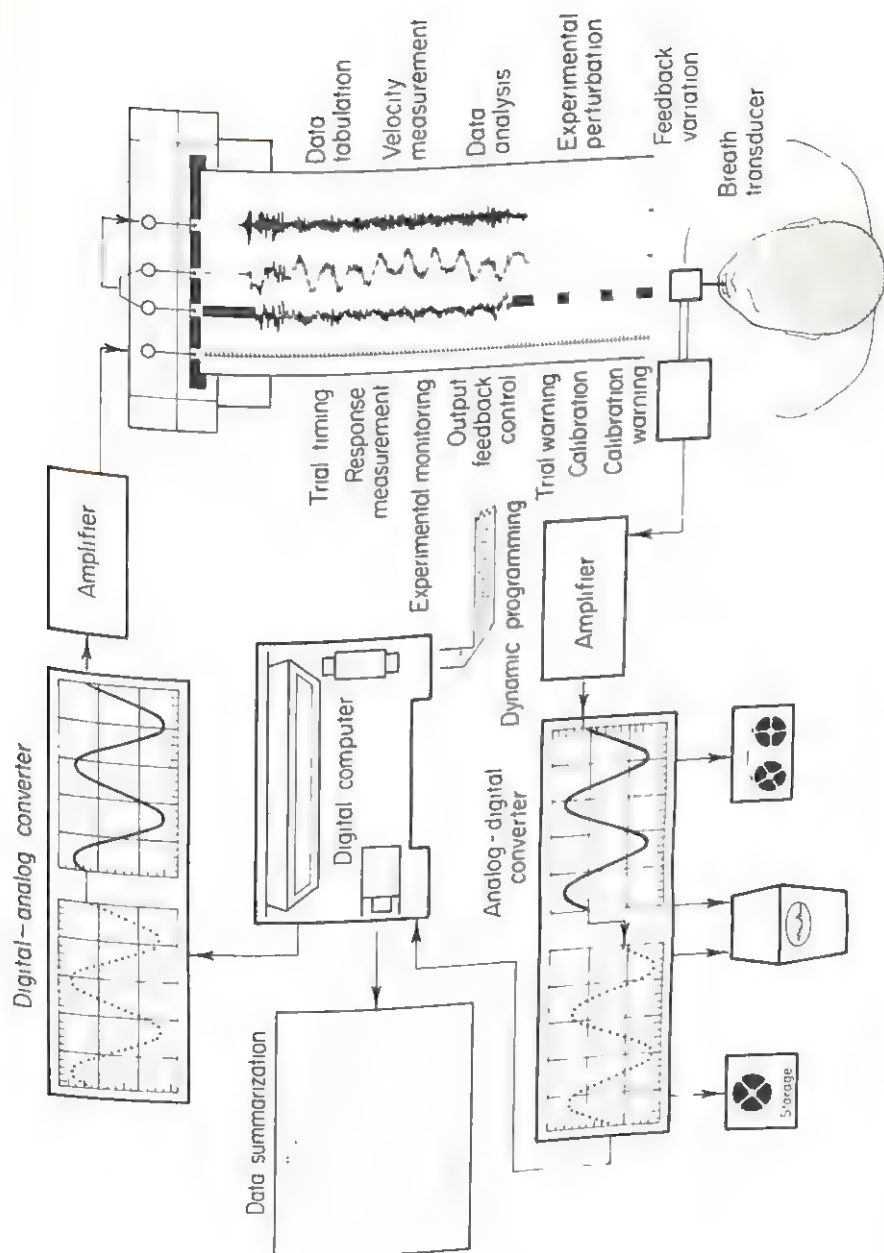 Digital-analog converter
Amplifier
Data
tabulation
Velocity
measurement
Data
analysis
Experimental
perturbation
Feedback
variation
Breath
transducer
Trial timing
Response
measurement
Experimental monitoring
Output
feedback
control
Trial warning
Calibration
Calibration
warning
Data summarization
Digital computer
Dynamic programming
Analog-digital
converter
Amplifier
Storage